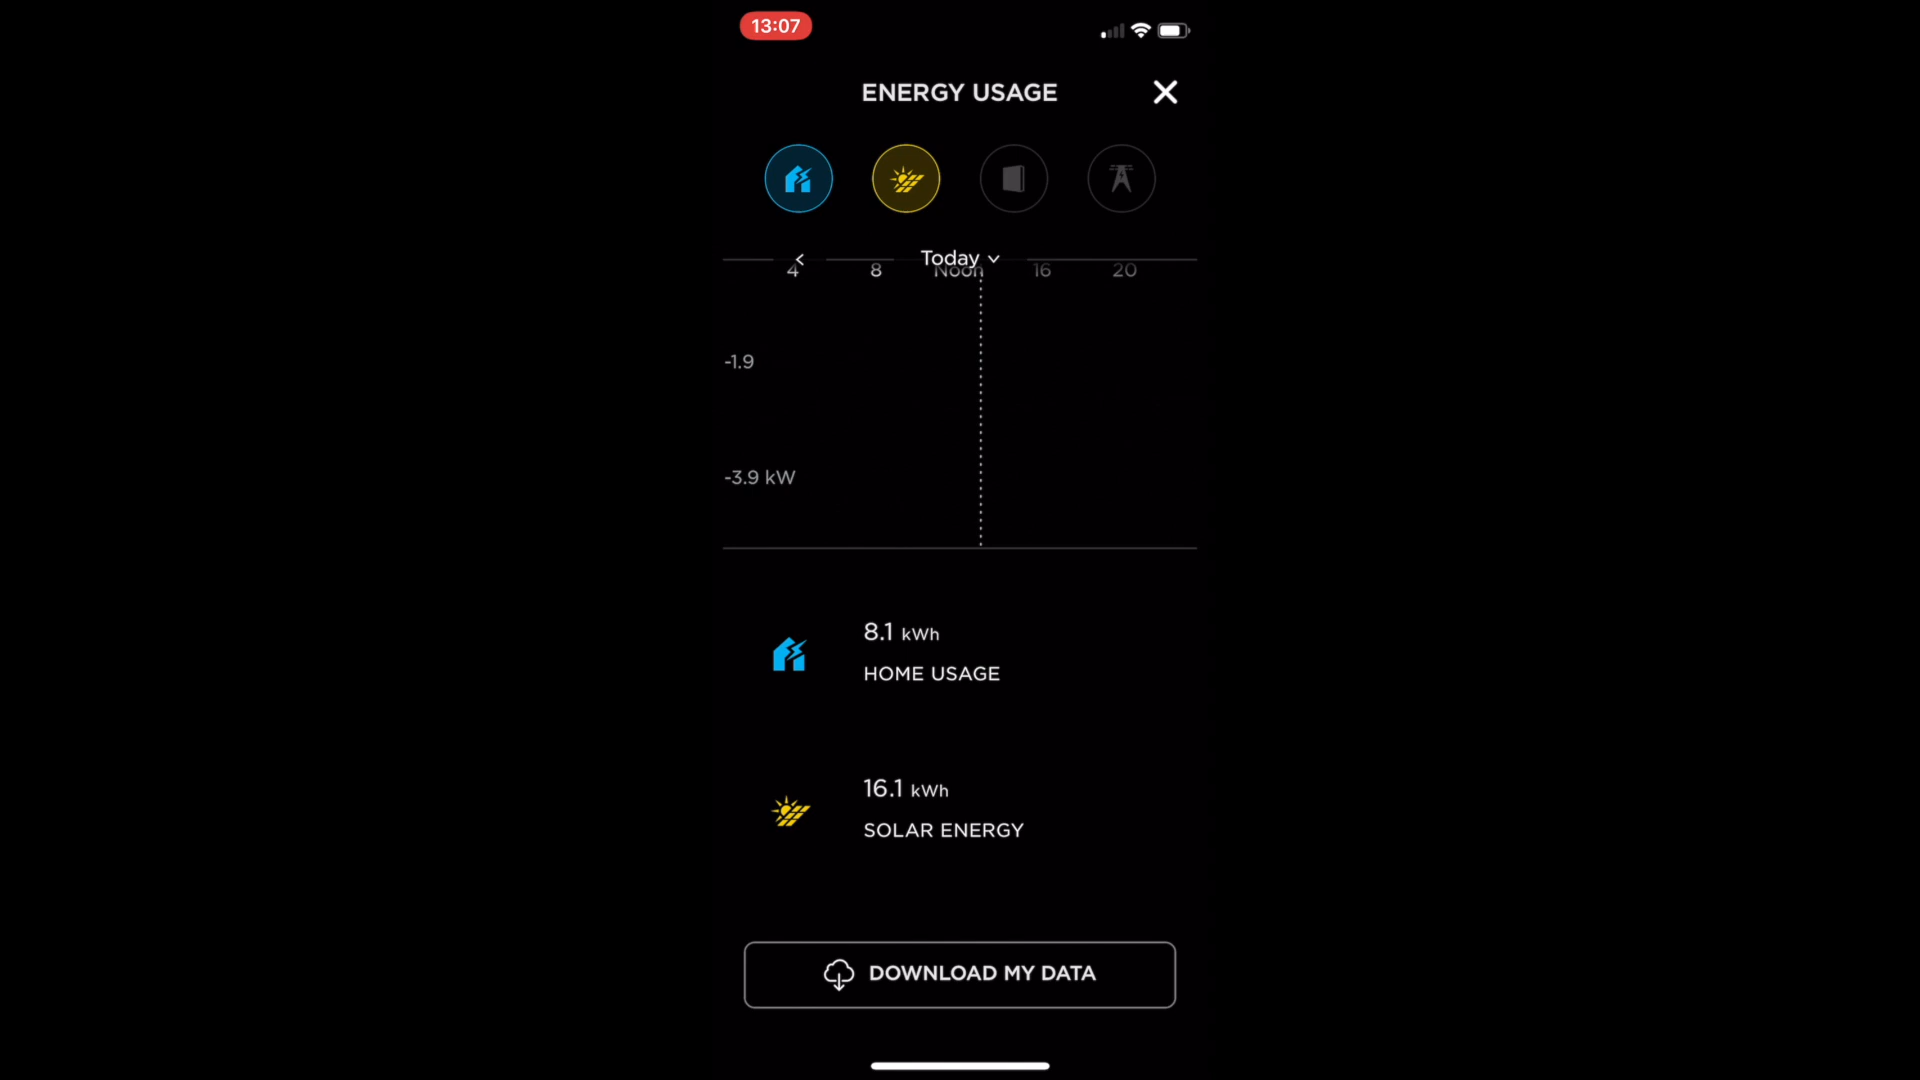 13:07
ENERGY USAGE
< Today
4 8 Noon 16 20
-1.9
-3.9 kW
8.1 kWh
HOME USAGE
16.1 kWh
SOLAR ENERGY
DOWNLOAD MY DATA